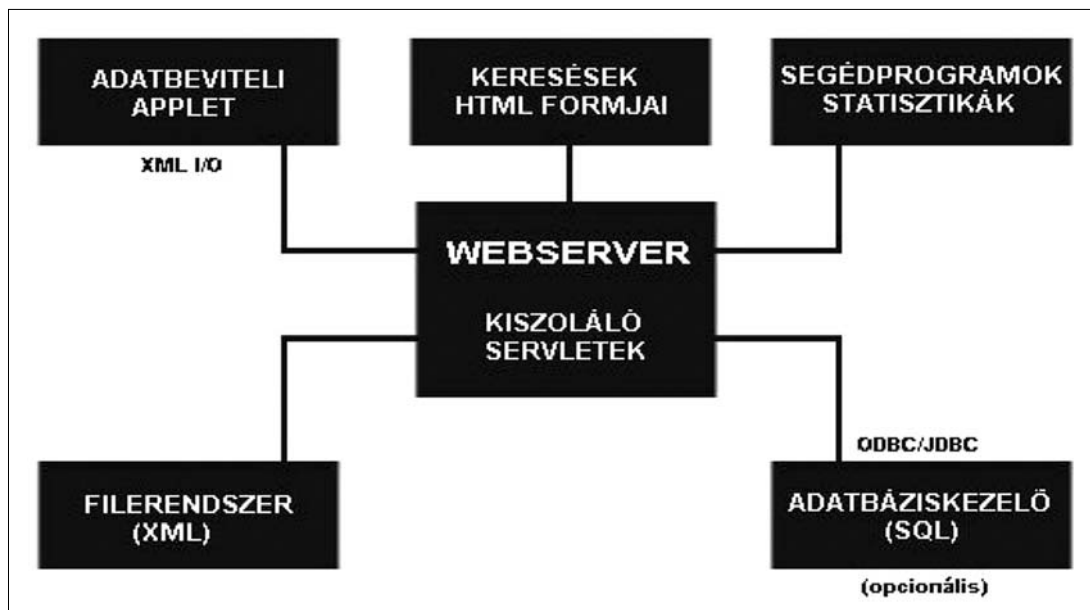 ADATBEVITELI
APPLET
XML I/O
KERESÉSEK
HTML FORMJAI
SEGÉDPROGRAMOK
STATISZTIKÁK
WEBSERVER
KISZOLÁLÓ
SERVLETEK
FILERENDSZER
(XML)
ODBC/JDBC
ADATBÁZISKEZELŐ
(SQL)
(opcionális)